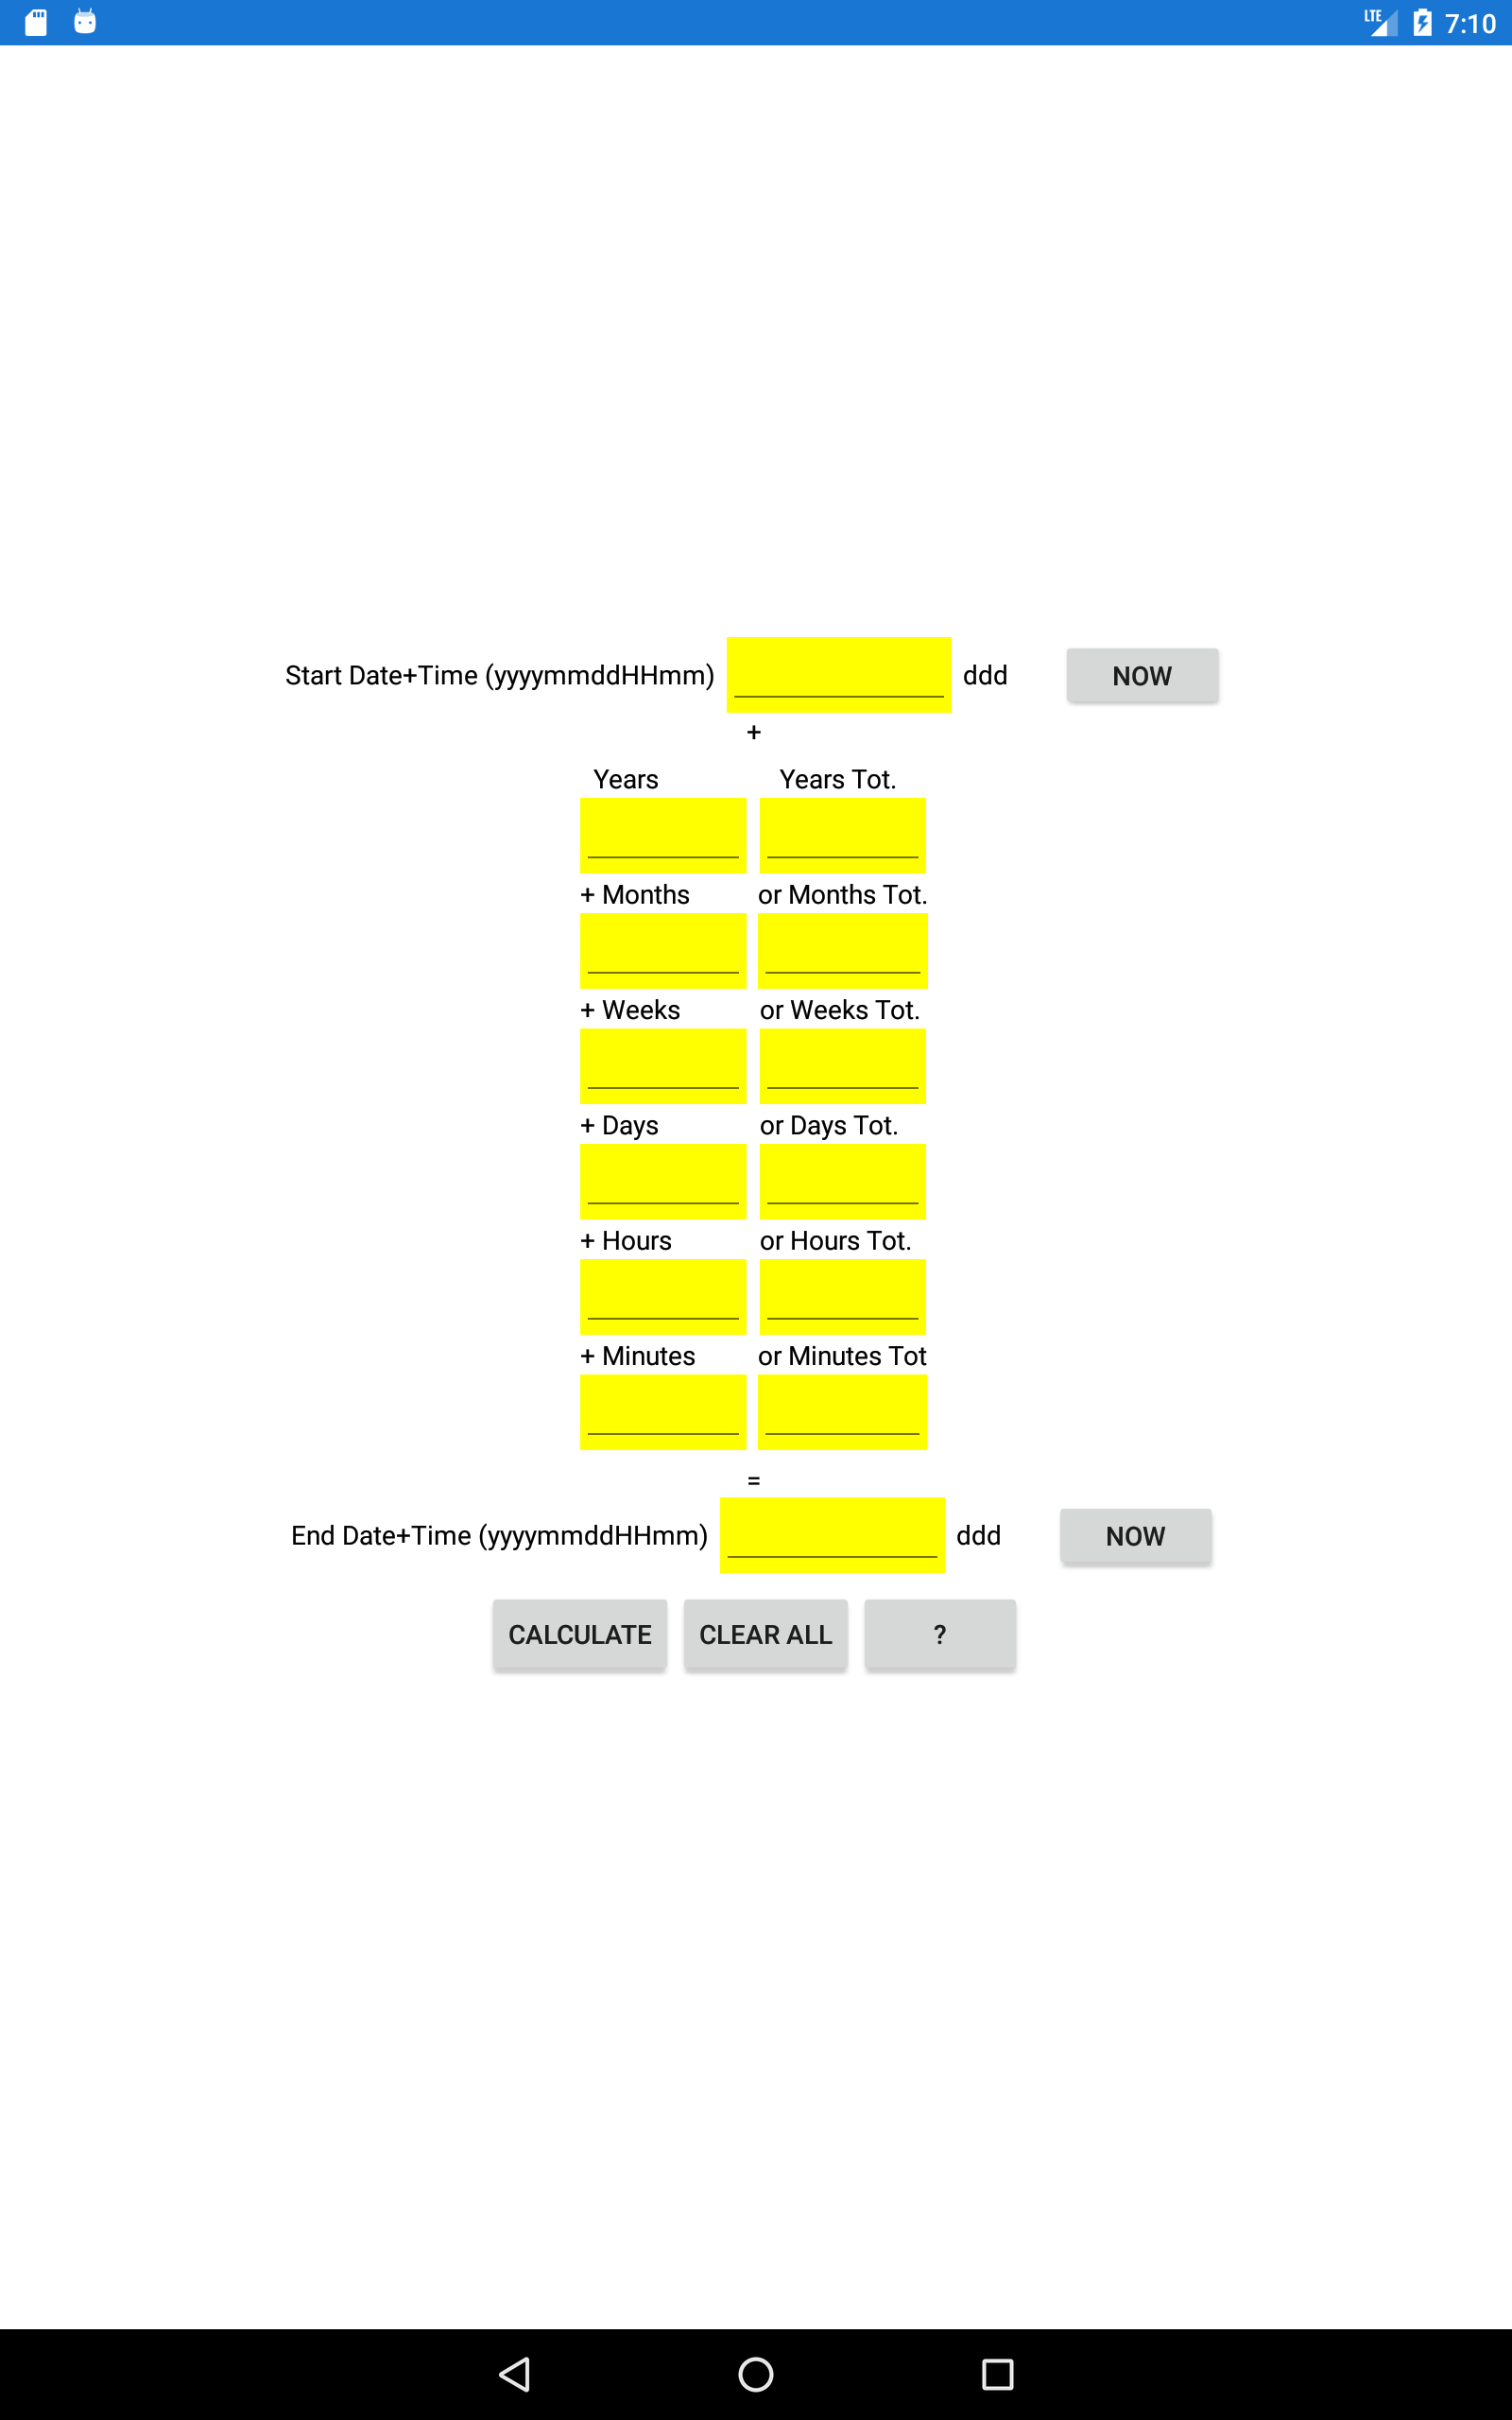 LTE 7:10
Start Date+Time (yyyymmddHHmm) ddd NOW
+
Years Years Tot.
+ Months or Months Tot.
+ Weeks or Weeks Tot.
+ Days or Days Tot.
+ Hours or Hours Tot.
+ Minutes or Minutes Tot
=
End Date+Time (yyyymmddHHmm) ddd NOW
CALCULATE CLEAR ALL ?